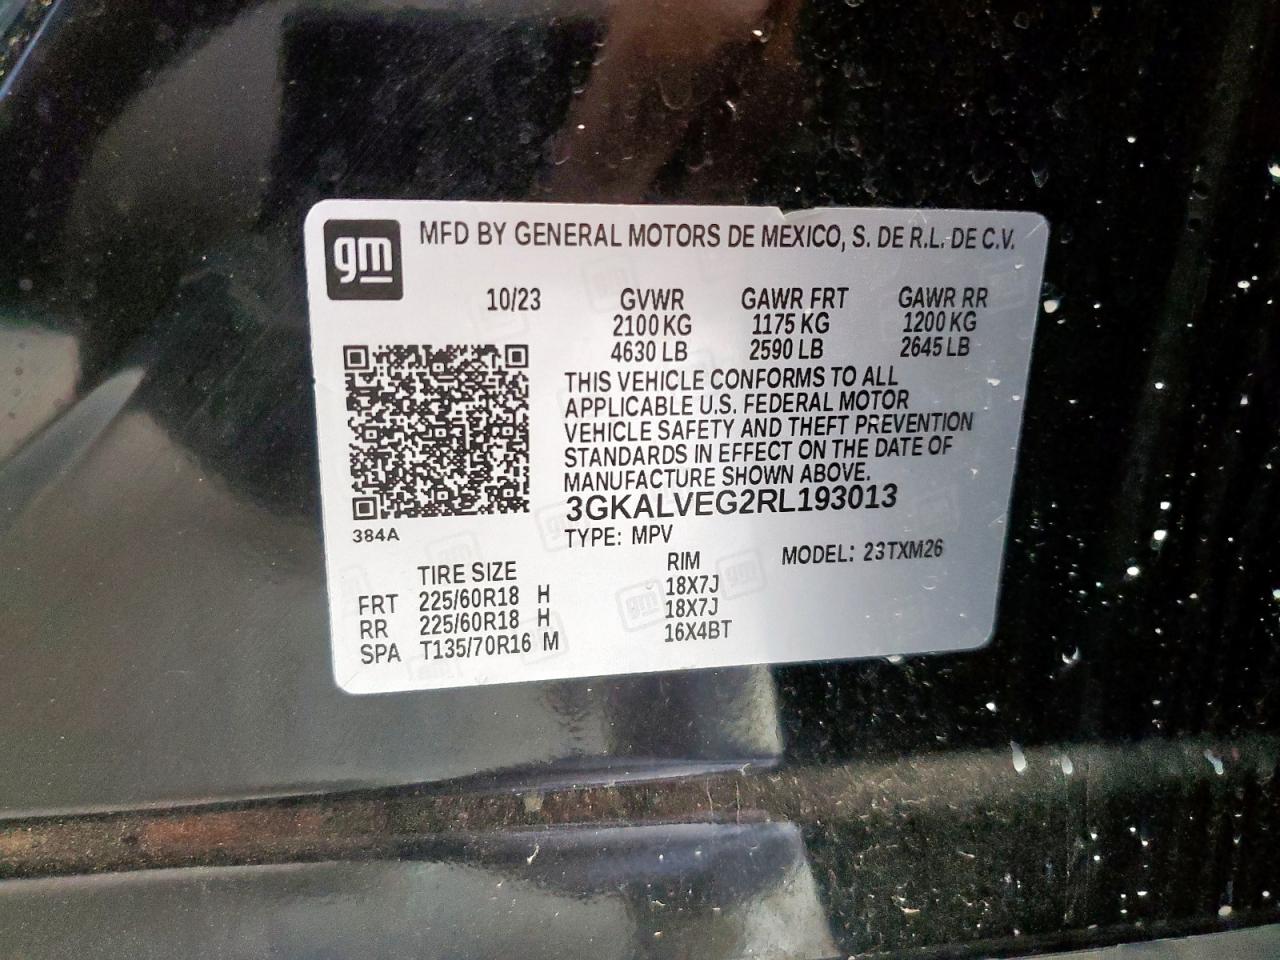 gm
MFD BY GENERAL MOTORS DE MEXICO, S. DE R.L. DE C.V.
10/23 GVWR GAWR FRT GAWR RR
2100 KG 1175 KG 1200 KG
4630 LB 2590 LB 2645 LB
THIS VEHICLE CONFORMS TO ALL
APPLICABLE U.S. FEDERAL MOTOR
VEHICLE SAFETY AND THEFT PREVENTION
STANDARDS IN EFFECT ON THE DATE OF
MANUFACTURE SHOWN ABOVE.
3GKALVEG2RL193013
384A
TYPE: MPV MODEL: 23TXM26
TIRE SIZE RIM
FRT 225/60R18 H 18X7J
RR 225/60R18 H 18X7J
SPA T135/70R16 M 16X4BT